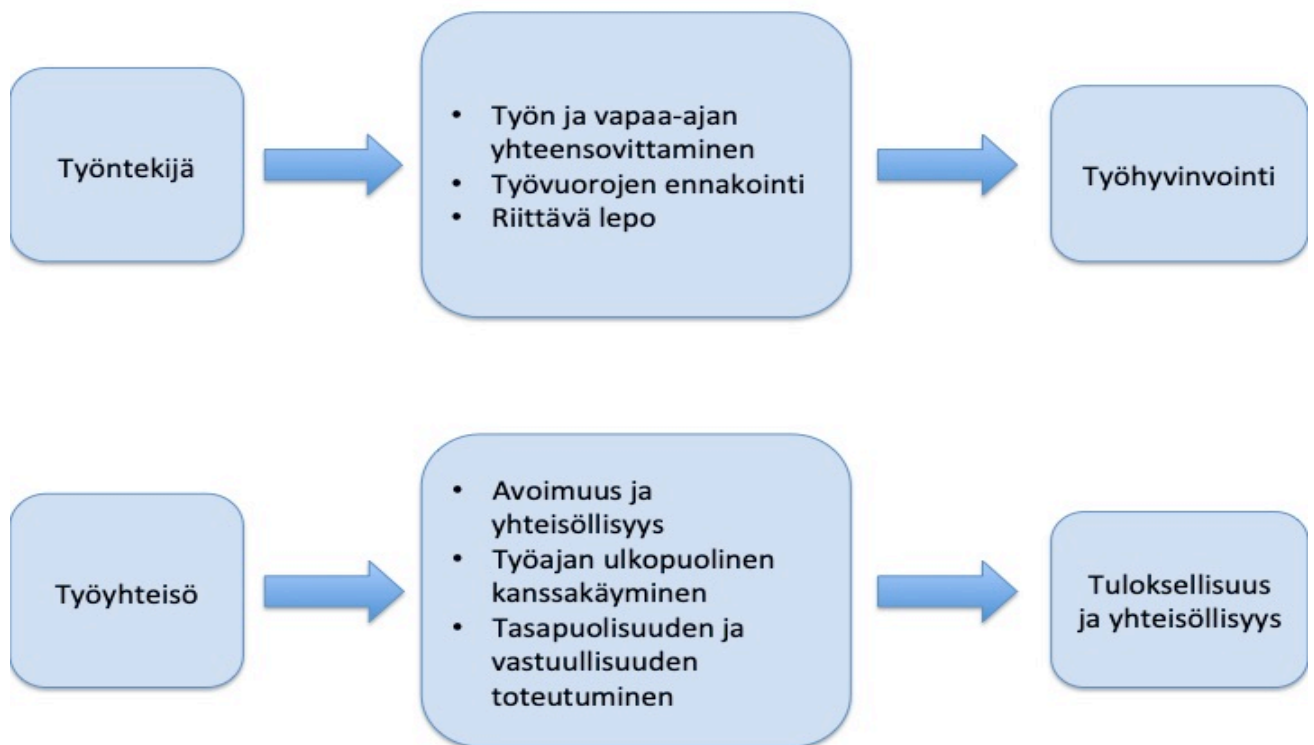 Työntekijä
• Työn ja vapaa-ajan
yhteensovittaminen
• Työvuorojen ennakointi
• Riittävä lepo
Työhyvinvointi
Työyhteisö
• Avoimuus ja
yhteisöllisyys
• Työajan ulkopuolinen
kanssakäyminen
• Tasapuolisuuden ja
vastuullisuuden
toteutuminen
Tuloksellisuus
ja yhteisöllisyys